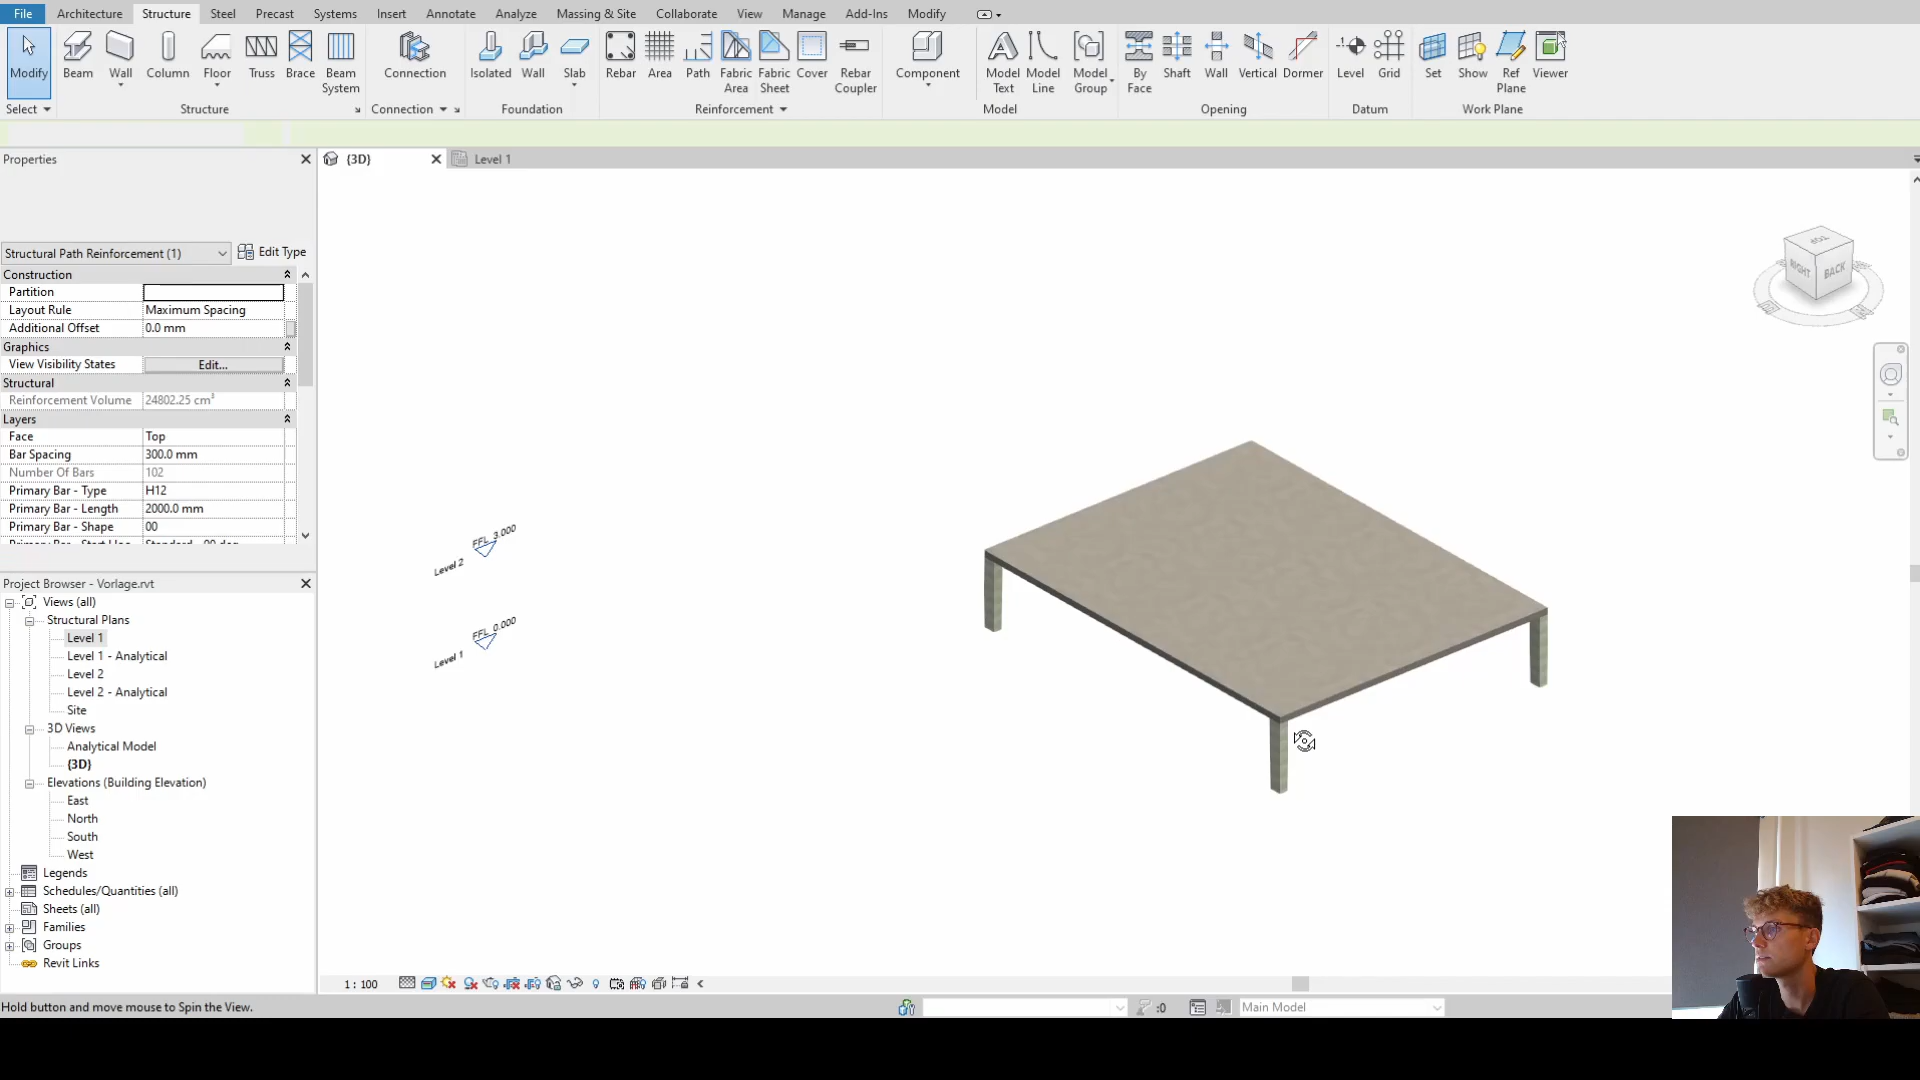 File Architecture Structure Steel Precast Systems Insert Annotate Analyze Massing & Site Collaborate View Manage Add-Ins Modify
Modify Beam Wall Column Floor Truss Brace Beam System Connection Isolated Wall Slab Rebar Area Path Fabric Area Fabric Sheet Cover Rebar Coupler Component Model Text Model Line Model Group By Face Shaft Wall Vertical Dormer Level Grid Set Show Ref Plane Viewer
Select Structure Connection Foundation Reinforcement Model Opening Datum Work Plane
Properties
{3D} Level 1
Structural Path Reinforcement (1) Edit Type
Construction
Partition
Layout Rule Maximum Spacing
Additional Offset 0.0 mm
Graphics
View Visibility States Edit...
Structural
Reinforcement Volume 24802.25 cm³
Layers
Face Top
Bar Spacing 300.0 mm
Number Of Bars 102
Primary Bar - Type H12
Primary Bar - Length 2000.0 mm
Primary Bar - Shape 00
Project Browser - Vorlage.rvt
Views (all)
Structural Plans
Level 1
Level 1 - Analytical
Level 2
Level 2 - Analytical
Site
3D Views
Analytical Model
{3D}
Elevations (Building Elevation)
East
North
South
West
Legends
Schedules/Quantities (all)
Sheets (all)
Families
Groups
Revit Links
FFL 3.000
Level 2
FFL 0.000
Level 1
TOP
RIGHT BACK
1 : 100
Hold button and move mouse to Spin the View.
:0
Main Model